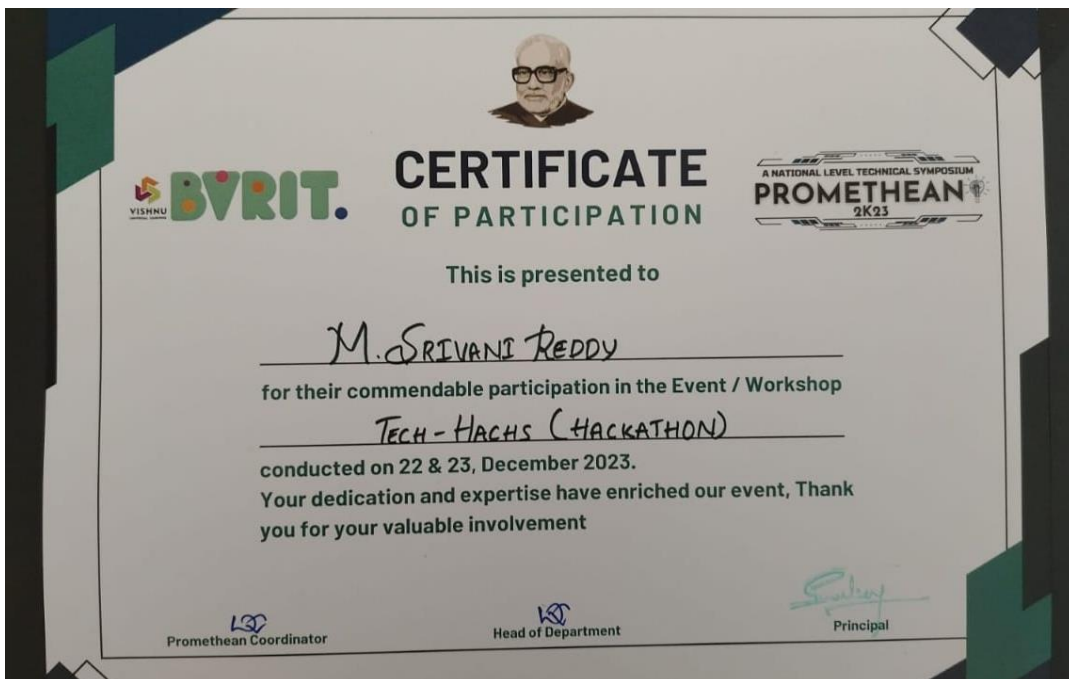 CERTIFICATE
OF PARTICIPATION
VISHNU
BVRIT.
A NATIONAL LEVEL TECHNICAL SYMPOSIUM
PROMETHEAN
2K23
This is presented to
M. SRIVANI REDDY
for their commendable participation in the Event / Workshop
TECH - HACHS (HACKATHON)
conducted on 22 & 23, December 2023.
Your dedication and expertise have enriched our event, Thank
you for your valuable involvement
Promethean Coordinator
Head of Department
Principal